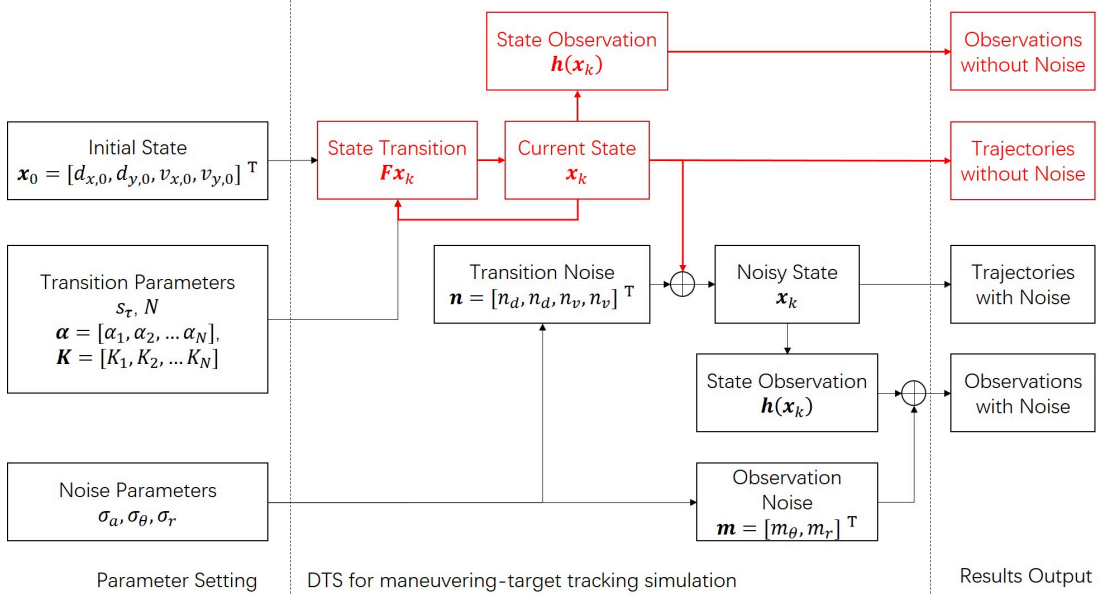 State Observation
h(x_k)
Observations
without Noise
Initial State
x_0 = [d_{x,0}, d_{y,0}, v_{x,0}, v_{y,0}]^T
State Transition
Fx_k
Current State
x_k
Trajectories
without Noise
Transition Parameters
s_τ, N
α = [α_1, α_2, … α_N],
K = [K_1, K_2, … K_N]
Transition Noise
n = [n_d, n_d, n_v, n_v]^T
Noisy State
x_k
Trajectories
with Noise
State Observation
h(x_k)
Observations
with Noise
Noise Parameters
σ_a, σ_θ, σ_r
Observation
Noise
m = [m_θ, m_r]^T
Parameter Setting
DTS for maneuvering-target tracking simulation
Results Output